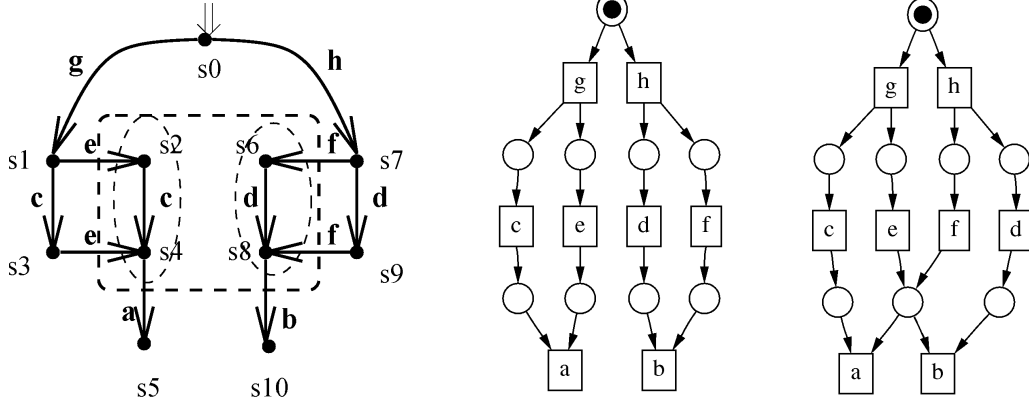 s0
g h
s1 e s2 s6 f s7
c c d d
s3 e s4 s8 f s9
a b
s5 s10
g h
c e d f
a b
g h
c e f d
a b